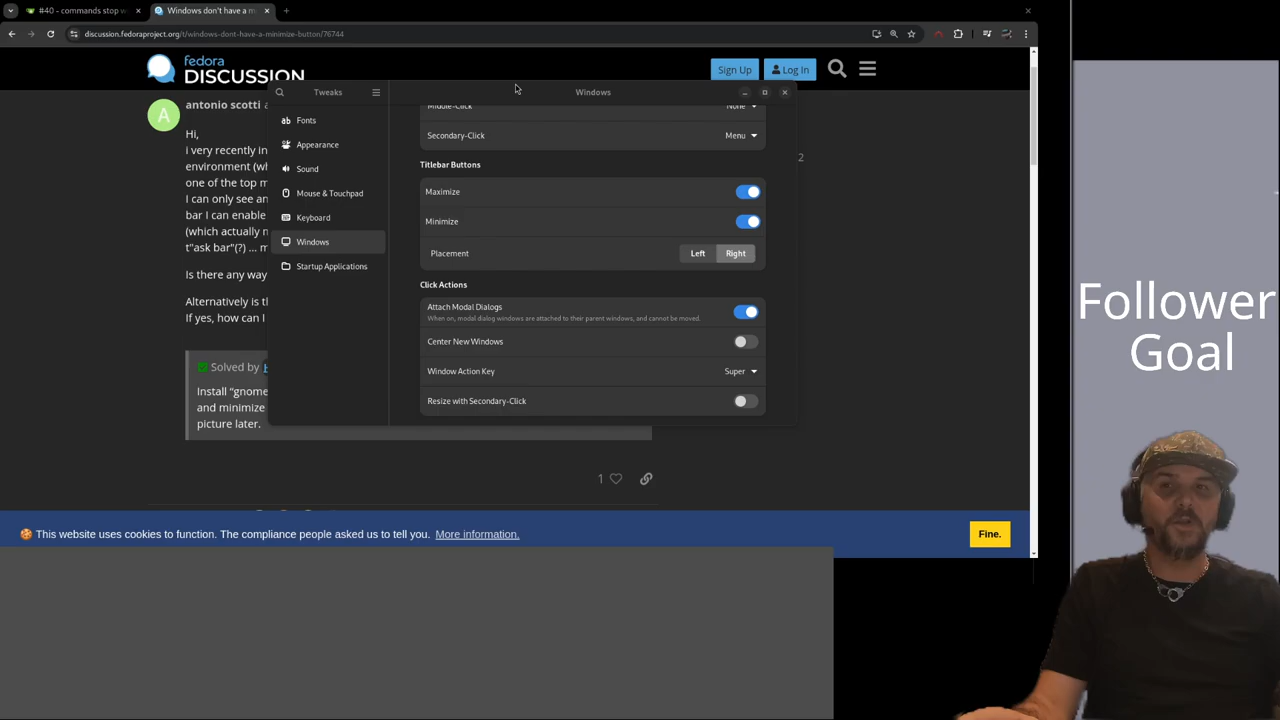 #40 - commands stop w
Windows don't have a m
discussion.fedoraproject.org/t/windows-dont-have-a-minimize-button/76744
fedora
DISCUSSION
Sign Up
Log In
antonio scotti a
A
Hi,
i very recently in
environment (wh
one of the top m
I can only see an
bar I can enable
(which actually n
t"ask bar"(?) ... m
Is there any way
Alternatively is th
If yes, how can I
Solved by
Install “gnome
and minimize
picture later.
2
1
Tweaks
Fonts
Appearance
Sound
Mouse & Touchpad
Keyboard
Windows
Startup Applications
Windows
Middle-Click
None
Secondary-Click
Menu
Titlebar Buttons
Maximize
Minimize
Placement
Left
Right
Click Actions
Attach Modal Dialogs
When on, modal dialog windows are attached to their parent windows, and cannot be moved.
Center New Windows
Window Action Key
Super
Resize with Secondary-Click
🍪 This website uses cookies to function. The compliance people asked us to tell you. More information.
Fine.
Follower
Goal